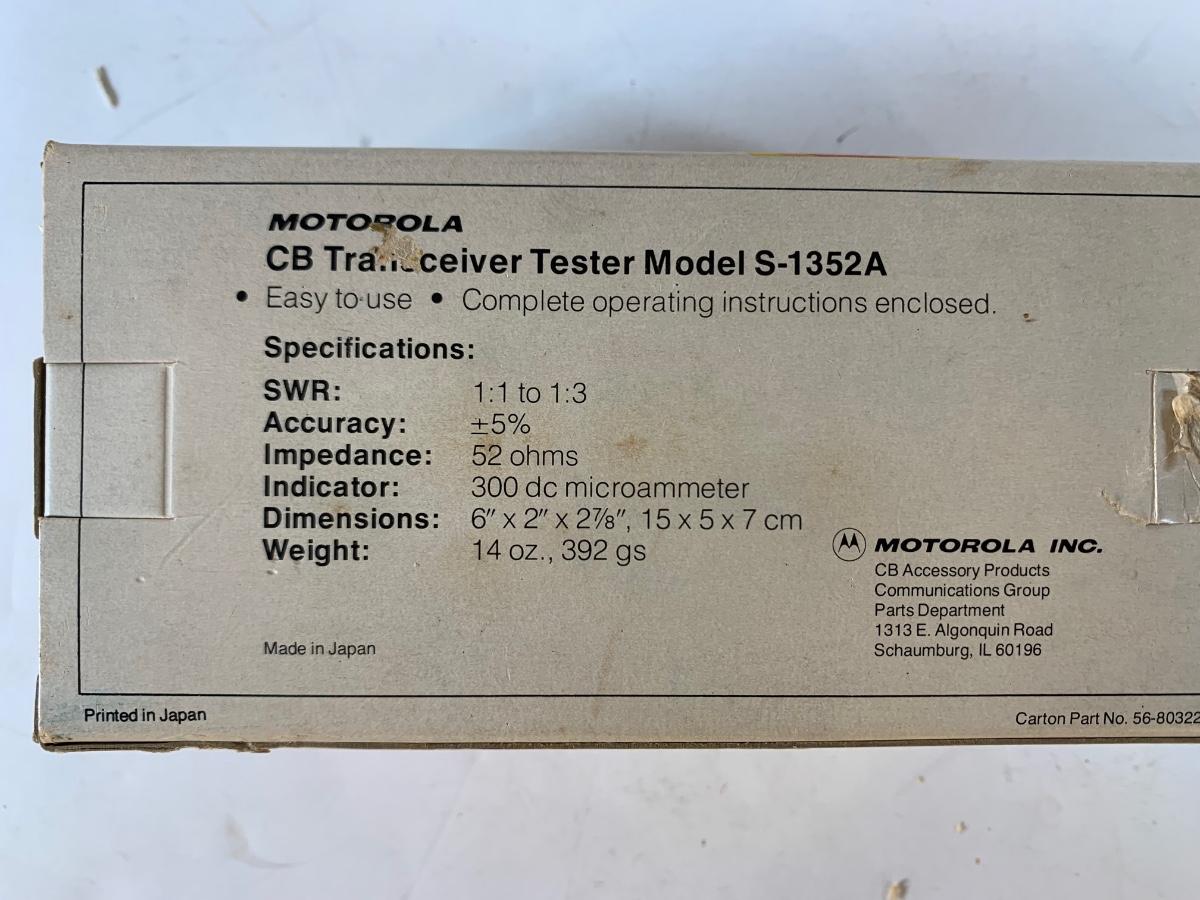 MOTOROLA
CB Transceiver Tester Model S-1352A
• Easy to use • Complete operating instructions enclosed.
Specifications:
SWR: 1:1 to 1:3
Accuracy: ±5%
Impedance: 52 ohms
Indicator: 300 dc microammeter
Dimensions: 6″ x 2″ x 2⅞″, 15 x 5 x 7 cm
Weight: 14 oz., 392 gs
MOTOROLA INC.
CB Accessory Products
Communications Group
Parts Department
1313 E. Algonquin Road
Schaumburg, IL 60196
Made in Japan
Printed in Japan
Carton Part No. 56-80322